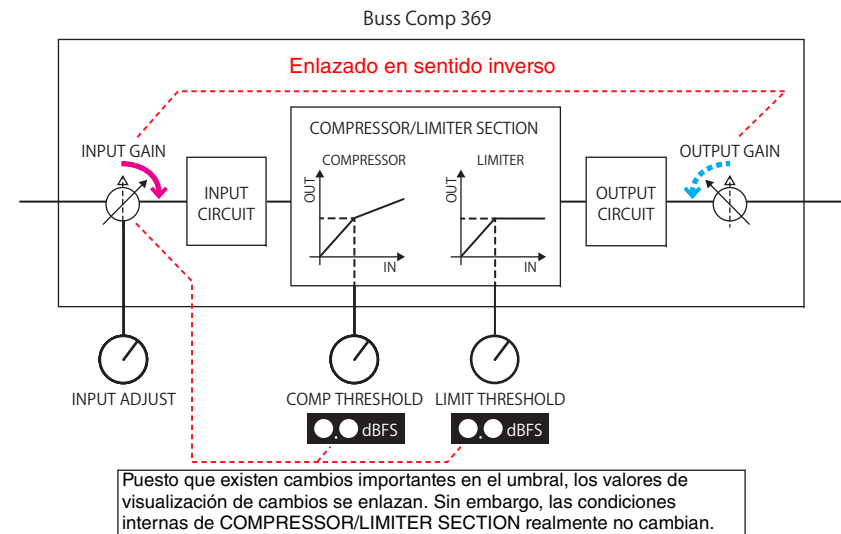 Buss Comp 369
Enlazado en sentido inverso
INPUT GAIN
INPUT
CIRCUIT
COMPRESSOR/LIMITER SECTION
COMPRESSOR
OUT
IN
LIMITER
OUT
IN
OUTPUT
CIRCUIT
OUTPUT GAIN
INPUT ADJUST
COMP THRESHOLD
dBFS
LIMIT THRESHOLD
dBFS
Puesto que existen cambios importantes en el umbral, los valores de
visualización de cambios se enlazan. Sin embargo, las condiciones
internas de COMPRESSOR/LIMITER SECTION realmente no cambian.